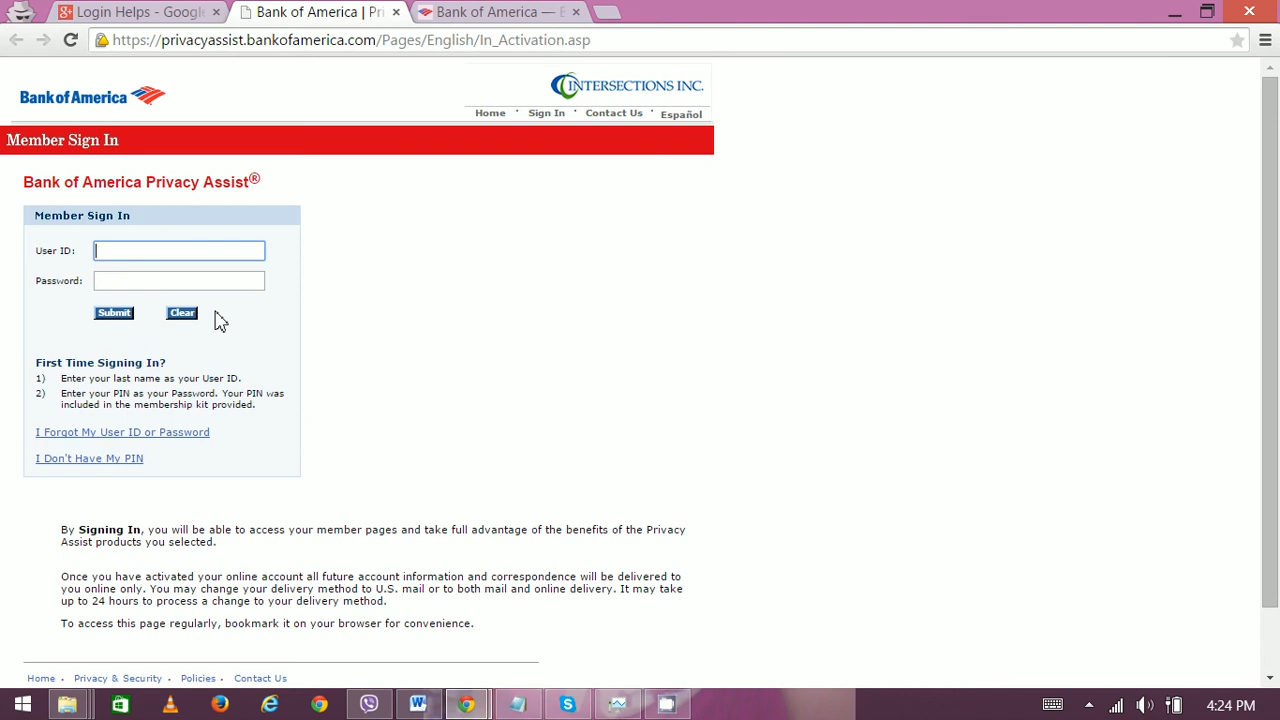 Login Helps - Google
Bank of America | Pri
Bank of America — E
https://privacyassist.bankofamerica.com/Pages/English/In_Activation.asp
Bank of America
INTERSECTIONS INC.
Home · Sign In · Contact Us · Español
Member Sign In
Bank of America Privacy Assist®
Member Sign In
User ID:
Password:
Submit Clear
First Time Signing In?
1) Enter your last name as your User ID.
2) Enter your PIN as your Password. Your PIN was
included in the membership kit provided.
I Forgot My User ID or Password
I Don't Have My PIN
By Signing In, you will be able to access your member pages and take full advantage of the benefits of the Privacy
Assist products you selected.
Once you have activated your online account all future account information and correspondence will be delivered to
you online only. You may change your delivery method to U.S. mail or to both mail and online delivery. It may take
up to 24 hours to process a change to your delivery method.
To access this page regularly, bookmark it on your browser for convenience.
Home · Privacy & Security · Policies · Contact Us
4:24 PM